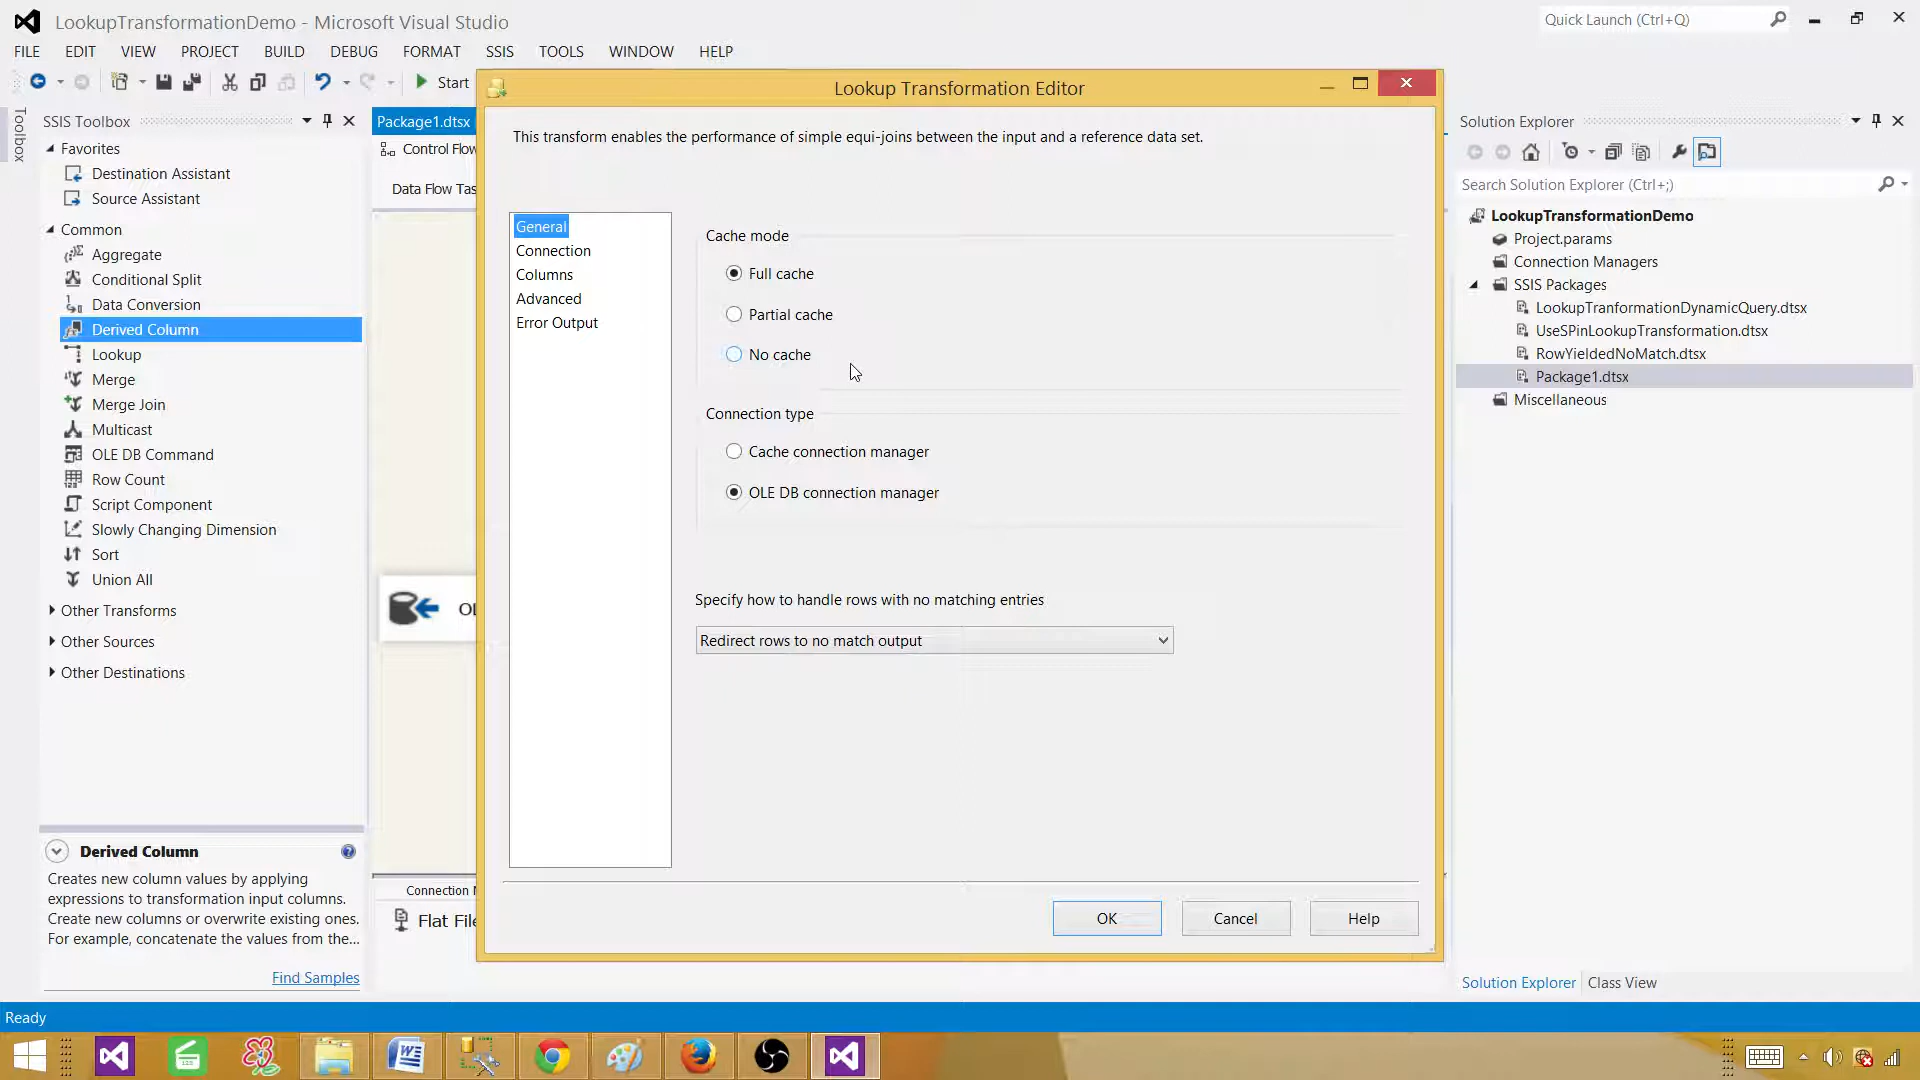 LookupTransformationDemo - Microsoft Visual Studio
Quick Launch (Ctrl+Q)
FILE EDIT VIEW PROJECT BUILD DEBUG FORMAT SSIS TOOLS WINDOW HELP
Start
Toolbox
SSIS Toolbox
Favorites
Destination Assistant
Source Assistant
Common
Aggregate
Conditional Split
Data Conversion
Derived Column
Lookup
Merge
Merge Join
Multicast
OLE DB Command
Row Count
Script Component
Slowly Changing Dimension
Sort
Union All
Other Transforms
Other Sources
Other Destinations
Derived Column
Creates new column values by applying
expressions to transformation input columns.
Create new columns or overwrite existing ones.
For example, concatenate the values from the...
Find Samples
Package1.dtsx
Control Flow
Data Flow Tas
Connection
Flat File
Lookup Transformation Editor
This transform enables the performance of simple equi-joins between the input and a reference data set.
General
Connection
Columns
Advanced
Error Output
Cache mode
Full cache
Partial cache
No cache
Connection type
Cache connection manager
OLE DB connection manager
Specify how to handle rows with no matching entries
Redirect rows to no match output
OK Cancel Help
Solution Explorer
Search Solution Explorer (Ctrl+;)
LookupTransformationDemo
Project.params
Connection Managers
SSIS Packages
LookupTranformationDynamicQuery.dtsx
UseSPinLookupTransformation.dtsx
RowYieldedNoMatch.dtsx
Package1.dtsx
Miscellaneous
Solution Explorer Class View
Ready